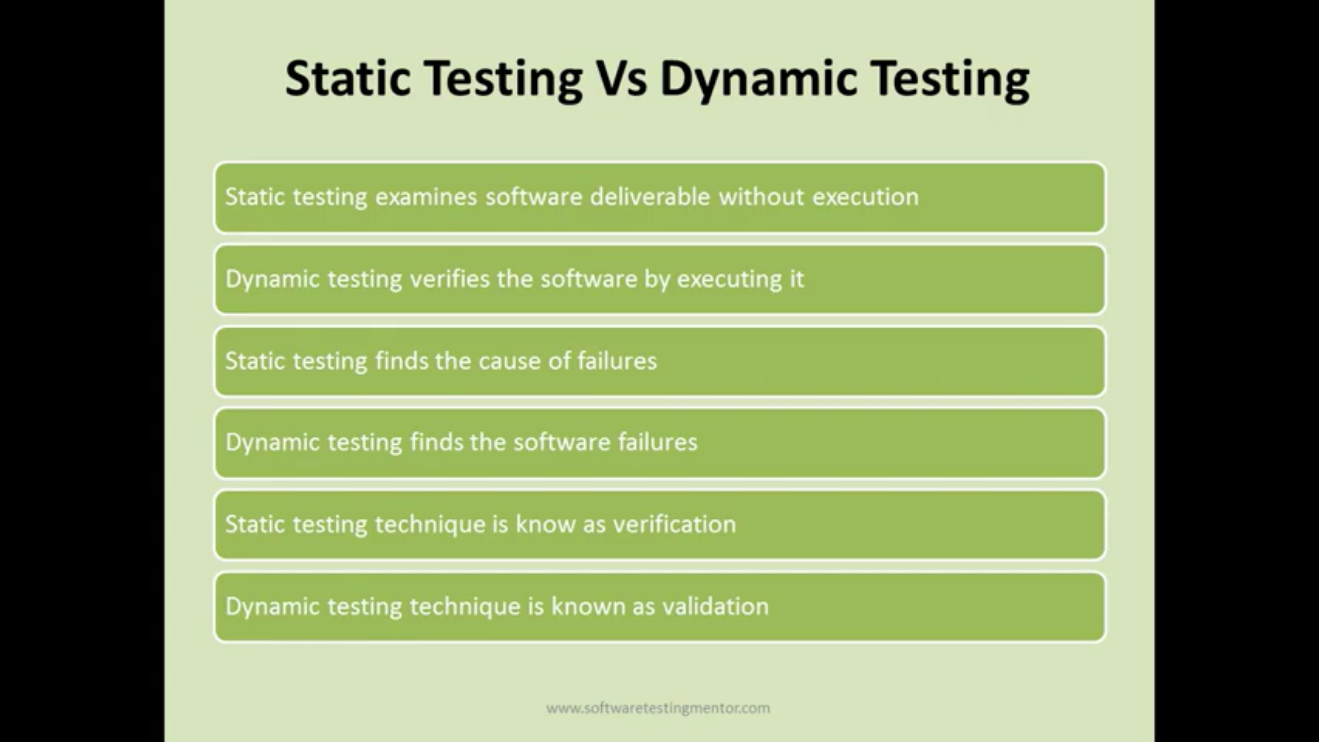 Static Testing Vs Dynamic Testing
Static testing examines software deliverable without execution
Dynamic testing verifies the software by executing it
Static testing finds the cause of failures
Dynamic testing finds the software failures
Static testing technique is know as verification
Dynamic testing technique is known as validation
www.softwaretestingmentor.com